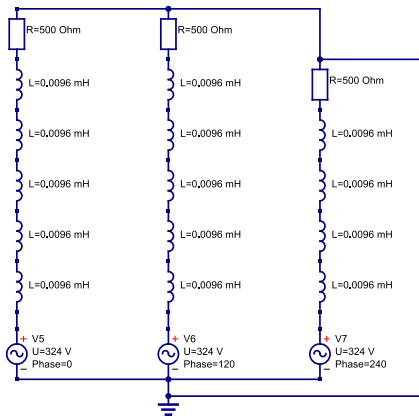 R=500 Ohm R=500 Ohm
R=500 Ohm
L=0.0096 mH L=0.0096 mH
L=0.0096 mH L=0.0096 mH L=0.0096 mH
L=0.0096 mH L=0.0096 mH L=0.0096 mH
L=0.0096 mH L=0.0096 mH L=0.0096 mH
L=0.0096 mH L=0.0096 mH L=0.0096 mH
+ V5 + V6 + V7
U=324 V U=324 V U=324 V
Phase=0 Phase=120 Phase=240